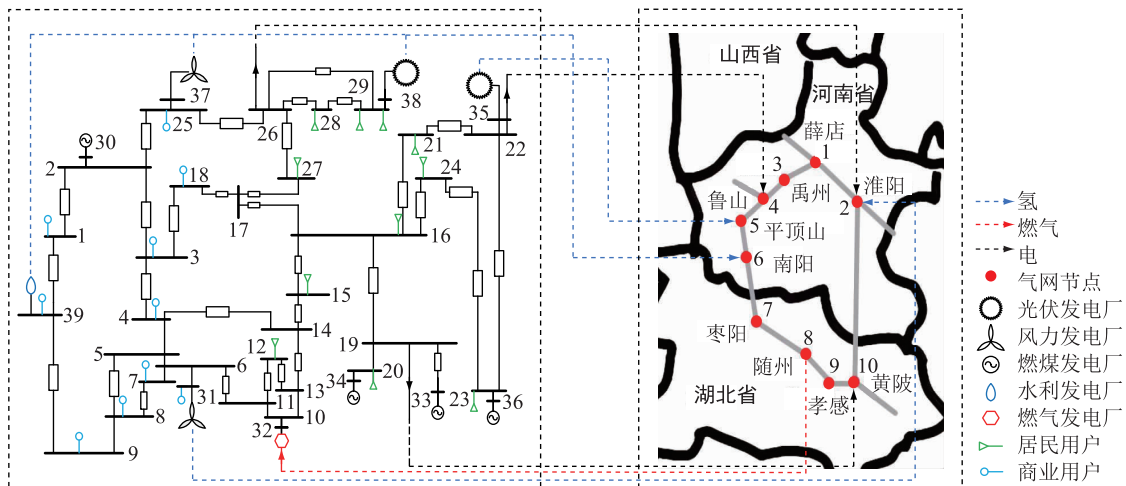 37
25
26
29
38
28
35
22
21
24
30
2
18
27
17
16
1
3
39
4
15
14
5
6
7
31
8
9
12
11
13
10
32
19
20
34
33
23
36
山西省
河南省
薛店
1
3
禹州
淮阳
2
鲁山
4
5
平顶山
6
南阳
7
枣阳
8
随州
9
10
黄陂
孝感
湖北省
氢
燃气
电
气网节点
光伏发电厂
风力发电厂
燃煤发电厂
水利发电厂
燃气发电厂
居民用户
商业用户